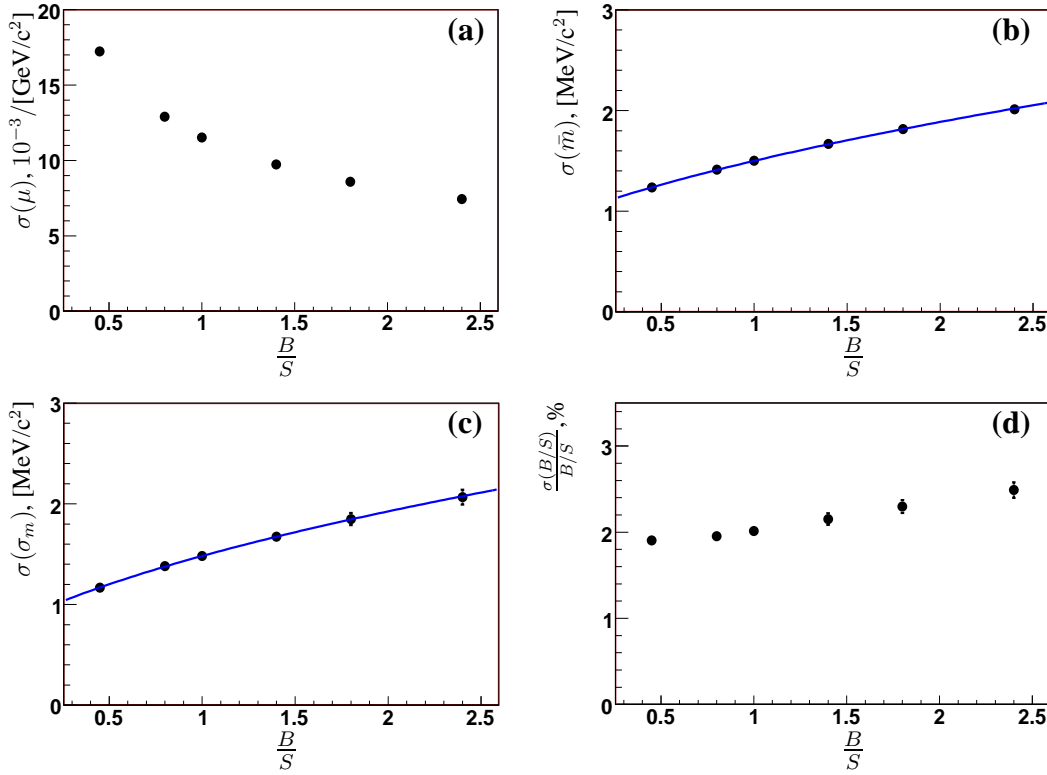 (a)
σ(μ), 10⁻³/[GeV/c²]
20
15
10
5
0
0.5 1 1.5 2 2.5
B/S
(b)
σ(m̄), [MeV/c²]
3
2
1
0
0.5 1 1.5 2 2.5
B/S
(c)
σ(σₘ), [MeV/c²]
3
2
1
0
0.5 1 1.5 2 2.5
B/S
(d)
σ(B/S)/B/S, %
3
2
1
0
0.5 1 1.5 2 2.5
B/S